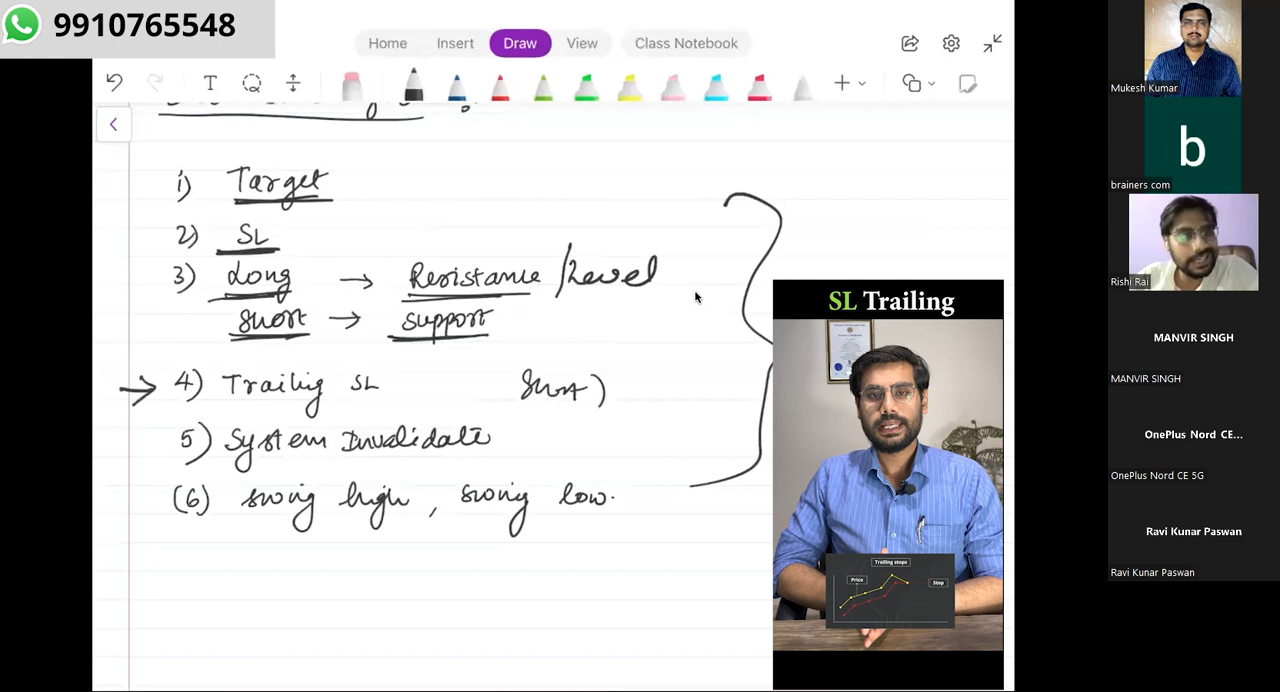 9910765548
Home Insert Draw View Class Notebook
1) Target
2) SL
3) Long → Resistance / Level
Short → support
→ 4) Trailing SL
5) System Invalidate
(6) swing high, swing low.
SL Trailing
Trailing stops
Price
Stop
Mukesh Kumar
b
brainers com
Rishi Rai
MANVIR SINGH
MANVIR SINGH
OnePlus Nord CE...
OnePlus Nord CE 5G
Ravi Kunar Paswan
Ravi Kunar Paswan